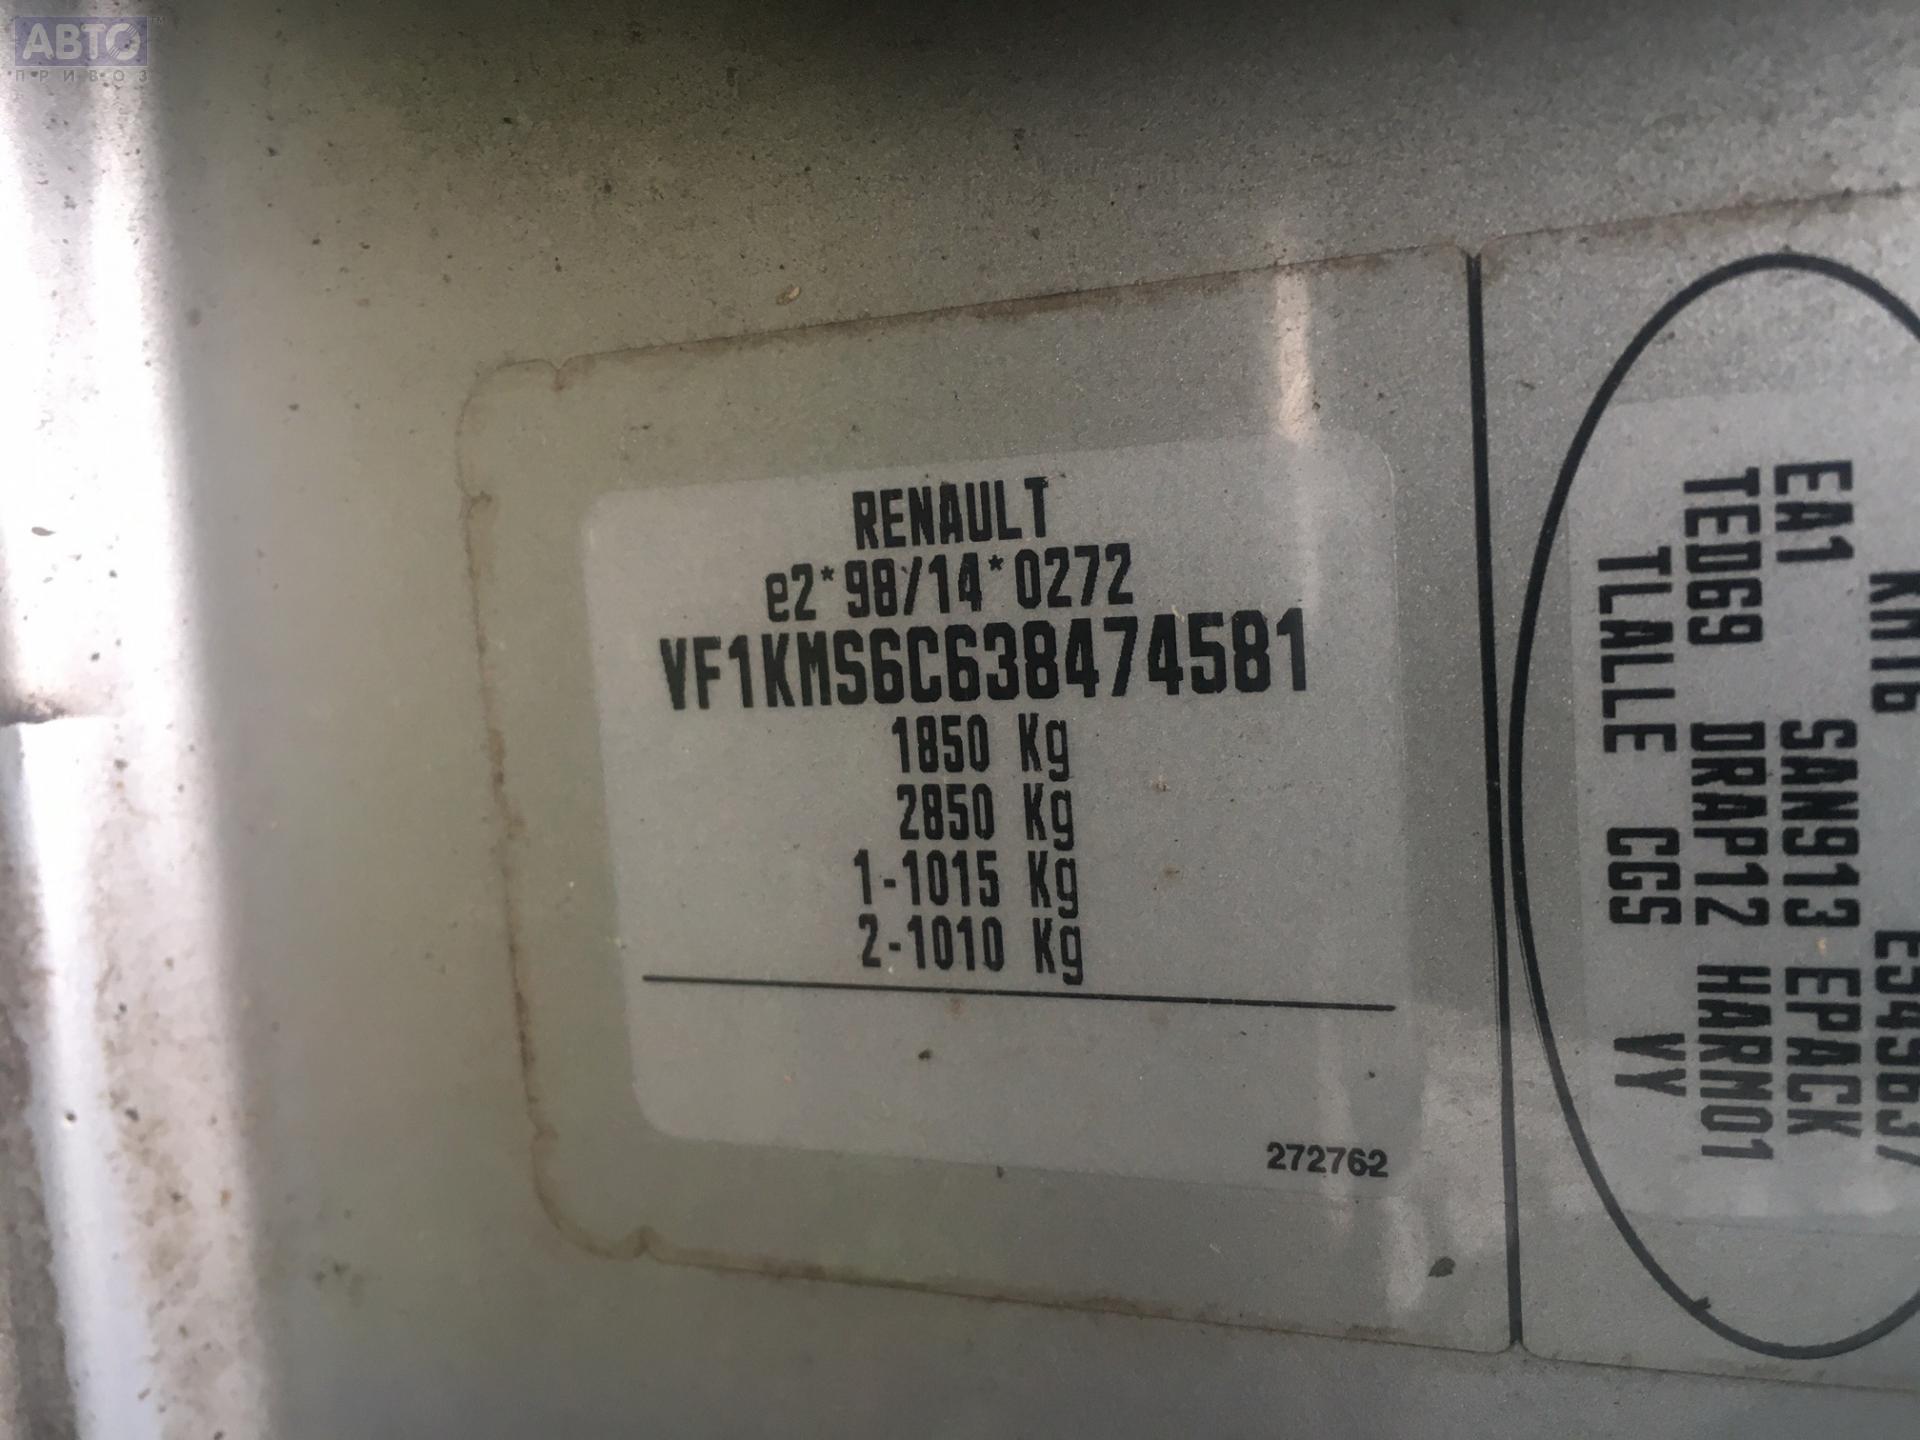 АВТО
ПРИВОЗ
RENAULT
e2*98/14*0272
VF1KMS6C638474581
1850 Kg
2850 Kg
1-1015 Kg
2-1010 Kg
272762
EA1 SAN913 EPACK
TED69 DRAP12 HARM01
TLALLE CGS VY